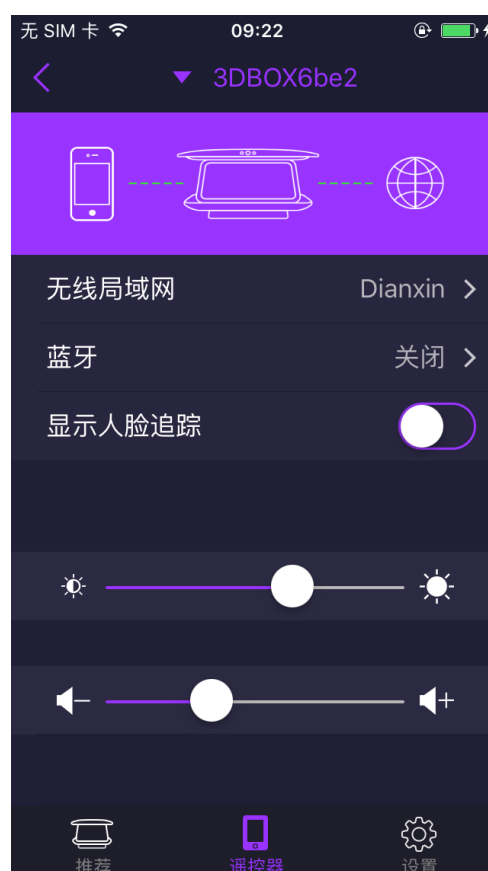 无 SIM 卡 09:22
3DBOX6be2
无线局域网 Dianxin
蓝牙 关闭
显示人脸追踪
推荐 遥控器 设置